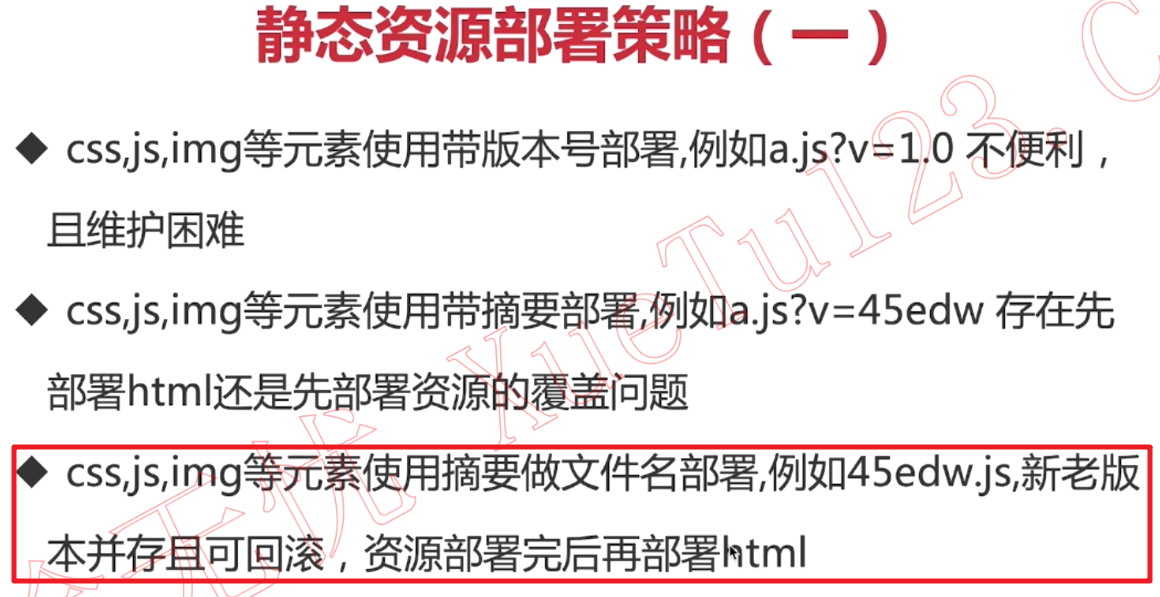 静态资源部署策略（一）
◆ css,js,img等元素使用带版本号部署,例如a.js?v=1.0 不便利，
且维护困难
◆ css,js,img等元素使用带摘要部署,例如a.js?v=45edw 存在先
部署html还是先部署资源的覆盖问题
◆ css,js,img等元素使用摘要做文件名部署,例如45edw.js,新老版
本并存且可回滚，资源部署完后再部署html
无忧 XueTu123. C